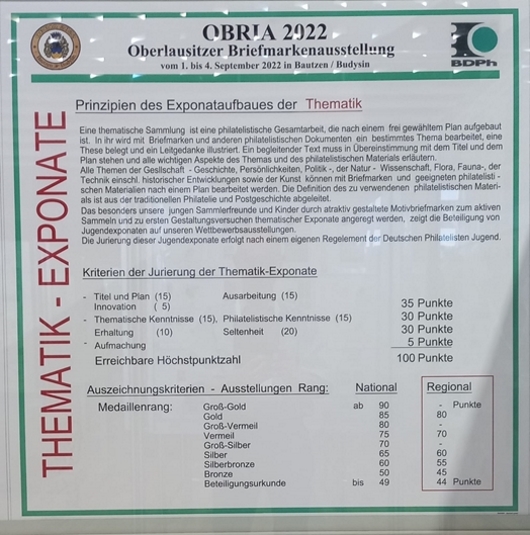 OBRIA 2022
Oberlausitzer Briefmarkenausstellung
vom 1. bis 4. September 2022 in Bautzen / Budysin
BDPh
THEMATIK - EXPONATE
Prinzipien des Exponataufbaues der Thematik
Eine thematische Sammlung ist eine philatelistische Gesamtarbeit, die nach einem frei gewähltem Plan aufgebaut
ist. In ihr wird mit Briefmarken und anderen philatelistischen Dokumenten ein bestimmtes Thema bearbeitet, eine
These belegt und ein Leitgedanke illustriert. Ein begleitender Text muss in Übereinstimmung mit dem Titel und dem
Plan stehen und alle wichtigen Aspekte des Themas und des philatelistischen Materials erläutern.
Alle Themen der Gesllschaft - Geschichte, Persönlichkeiten, Politik -, der Natur - Wissenschaft, Flora, Fauna-, der
Technik einschl. historischer Entwicklungen sowie der Kunst können mit Briefmarken und geeigneten philatelisti -
schen Materialien nach einem Plan bearbeitet werden. Die Definition des zu verwenden philatelistischen Materi-
als ist aus der traditionellen Philatelie und Postgeschichte abgeleitet.
Das besonders unsere jungen Sammlerfreunde und Kinder durch atraktiv gestaltete Motivbriefmarken zum aktiven
Sammeln und zu ersten Gestaltungsversuchen thematischer Exponate angeregt werden, zeigt die Beteiligung von
Jugendexponaten auf unseren Wettbewerbsausstellungen.
Die Jurierung dieser Jugendexponate erfolgt nach einem eigenen Regelement der Deutschen Philatelisten Jugend.
Kriterien der Jurierung der Thematik-Exponate
- Titel und Plan (15) Ausarbeitung (15)
Innovation ( 5) 35 Punkte
- Thematische Kenntnisse (15), Philatelistische Kenntnisse (15) 30 Punkte
Erhaltung (10) Seltenheit (20) 30 Punkte
- Aufmachung 5 Punkte
Erreichbare Höchstpunktzahl 100 Punkte
Auszeichnungskriterien - Ausstellungen Rang: National Regional
Medaillenrang: Groß-Gold ab 90 - Punkte
Gold 85 80
Groß-Vermeil 80 -
Vermeil 75 70
Groß-Silber 70 -
Silber 65 60
Silberbronze 60 55
Bronze 50 45
Beteiligungsurkunde bis 49 44 Punkte